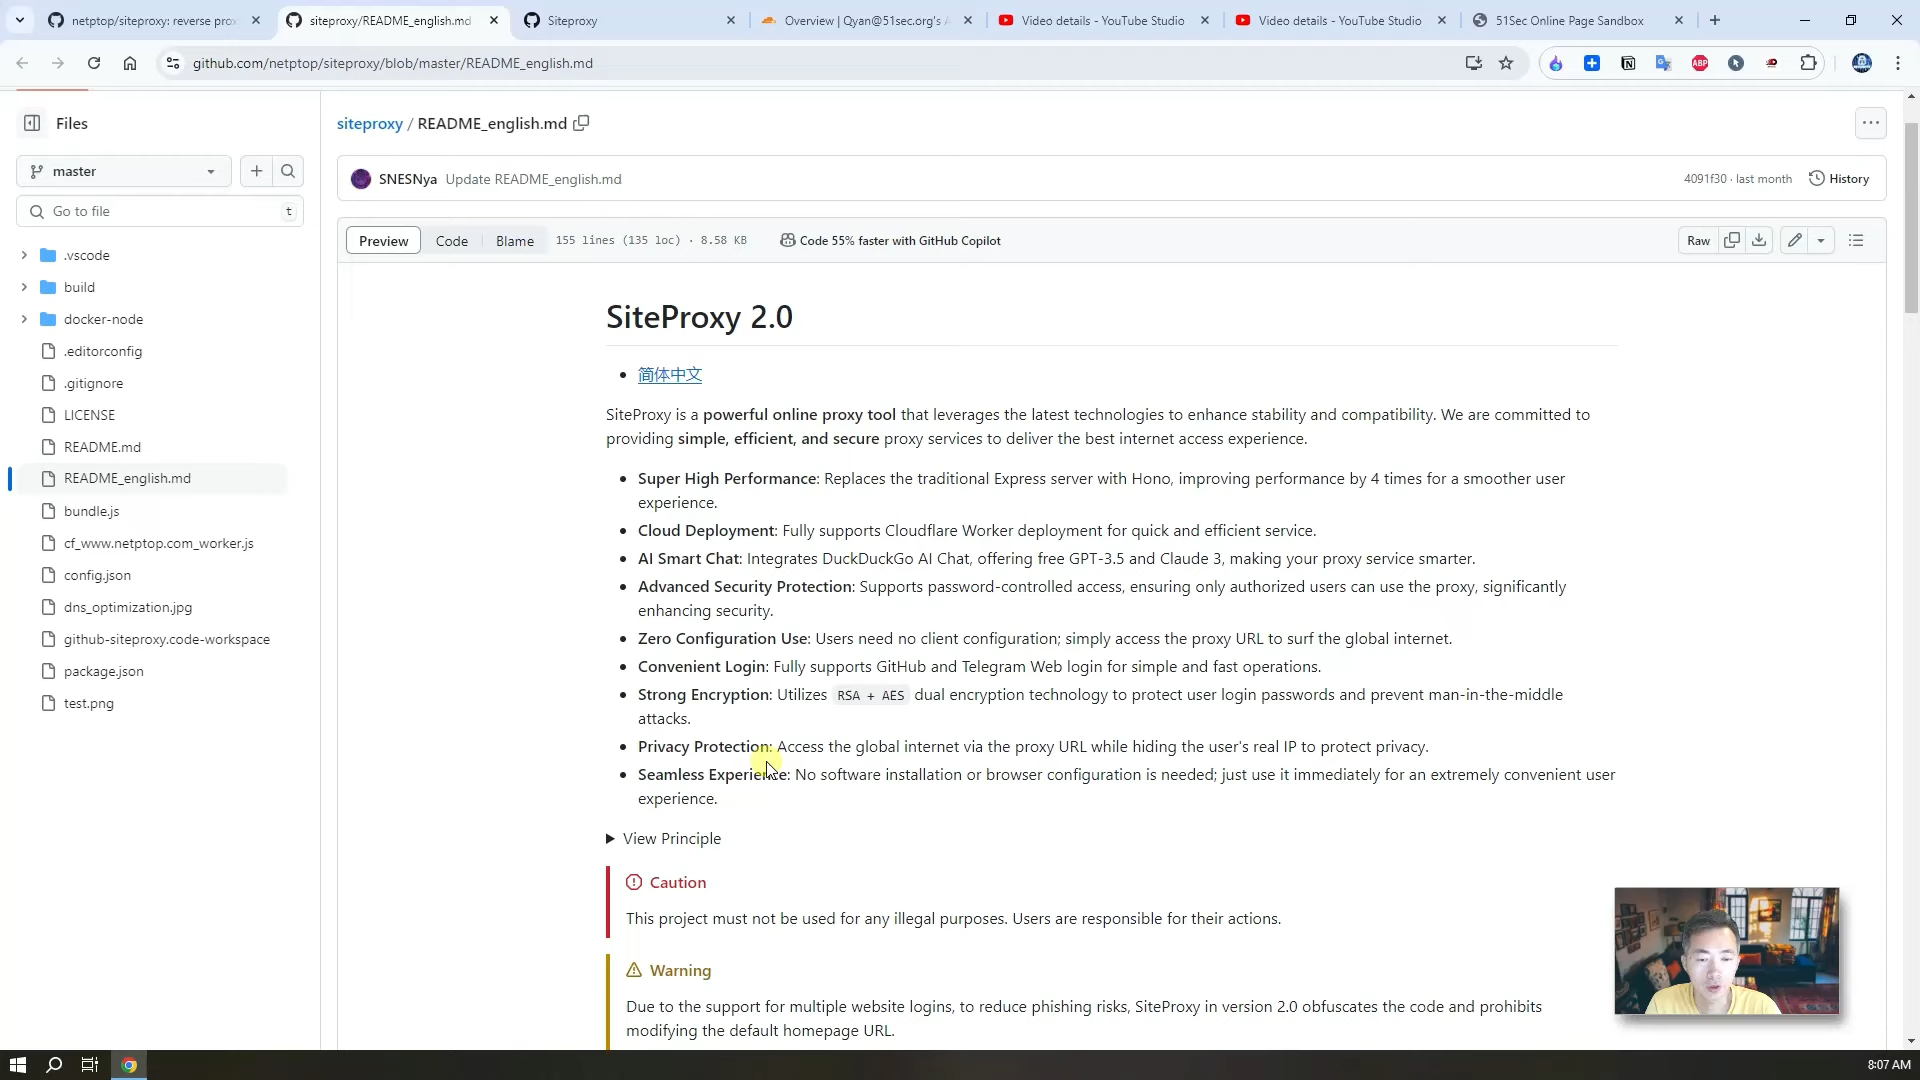 netptop/siteproxy: reverse prox
siteproxy/README_english.md
Siteproxy
Overview | Qyan@51sec.org's A
Video details - YouTube Studio
Video details - YouTube Studio
51Sec Online Page Sandbox
github.com/netptop/siteproxy/blob/master/README_english.md
ABP
Files
siteproxy / README_english.md
master
SNESNya Update README_english.md
4091f30 · last month
History
Go to file
t
Preview
Code
Blame
155 lines (135 loc) · 8.58 KB
Code 55% faster with GitHub Copilot
Raw
.vscode
build
docker-node
.editorconfig
.gitignore
LICENSE
README.md
README_english.md
bundle.js
cf_www.netptop.com_worker.js
config.json
dns_optimization.jpg
github-siteproxy.code-workspace
package.json
test.png
SiteProxy 2.0
简体中文
SiteProxy is a powerful online proxy tool that leverages the latest technologies to enhance stability and compatibility. We are committed to
providing simple, efficient, and secure proxy services to deliver the best internet access experience.
Super High Performance: Replaces the traditional Express server with Hono, improving performance by 4 times for a smoother user
experience.
Cloud Deployment: Fully supports Cloudflare Worker deployment for quick and efficient service.
AI Smart Chat: Integrates DuckDuckGo AI Chat, offering free GPT-3.5 and Claude 3, making your proxy service smarter.
Advanced Security Protection: Supports password-controlled access, ensuring only authorized users can use the proxy, significantly
enhancing security.
Zero Configuration Use: Users need no client configuration; simply access the proxy URL to surf the global internet.
Convenient Login: Fully supports GitHub and Telegram Web login for simple and fast operations.
Strong Encryption: Utilizes RSA + AES dual encryption technology to protect user login passwords and prevent man-in-the-middle
attacks.
Privacy Protection: Access the global internet via the proxy URL while hiding the user's real IP to protect privacy.
Seamless Experience: No software installation or browser configuration is needed; just use it immediately for an extremely convenient user
experience.
View Principle
Caution
This project must not be used for any illegal purposes. Users are responsible for their actions.
Warning
Due to the support for multiple website logins, to reduce phishing risks, SiteProxy in version 2.0 obfuscates the code and prohibits
modifying the default homepage URL.
8:07 AM